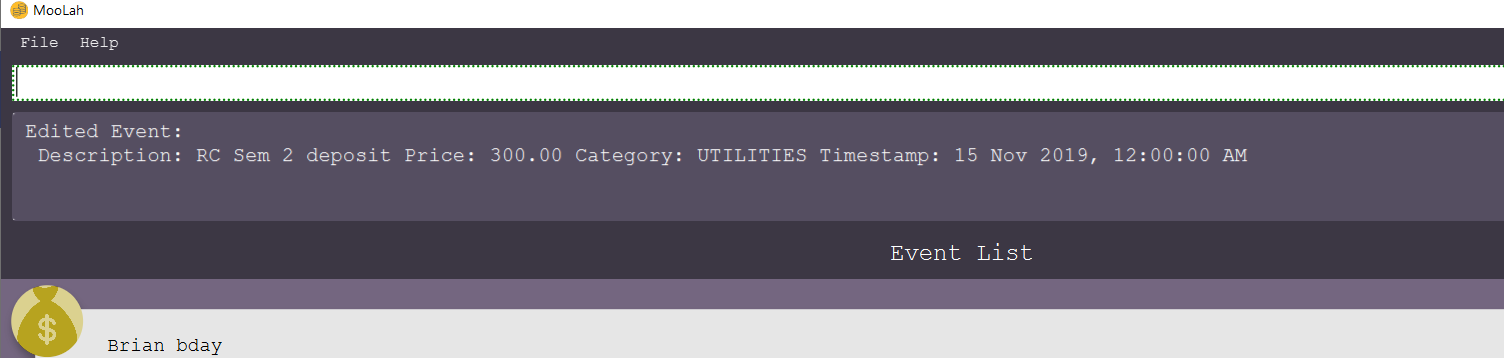 MooLah
File Help
Edited Event:
Description: RC Sem 2 deposit Price: 300.00 Category: UTILITIES Timestamp: 15 Nov 2019, 12:00:00 AM
Event List
$
Brian bday